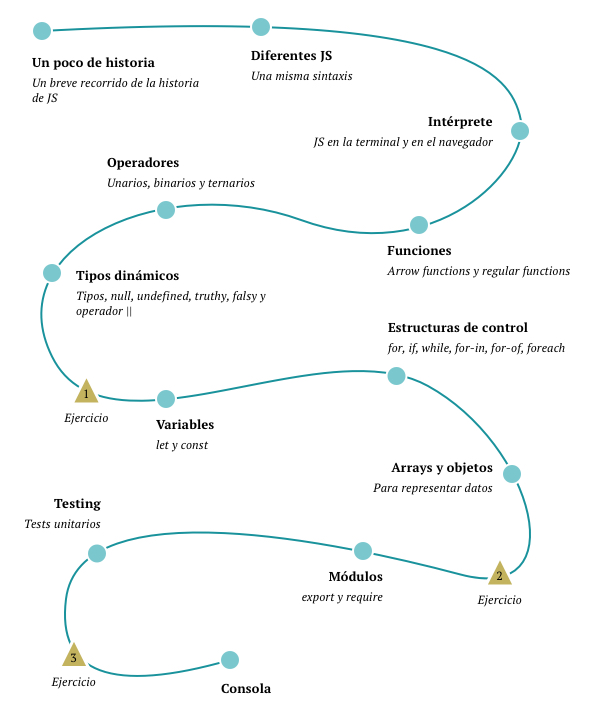 Un poco de historia
Un breve recorrido de la historia
de JS
Diferentes JS
Una misma sintaxis
Intérprete
JS en la terminal y en el navegador
Funciones
Arrow functions y regular functions
Operadores
Unarios, binarios y ternarios
Tipos dinámicos
Tipos, null, undefined, truthy, falsy y
operador ||
1
Ejercicio
Variables
let y const
Estructuras de control
for, if, while, for-in, for-of, foreach
Arrays y objetos
Para representar datos
2
Ejercicio
Módulos
export y require
Testing
Tests unitarios
3
Ejercicio
Consola